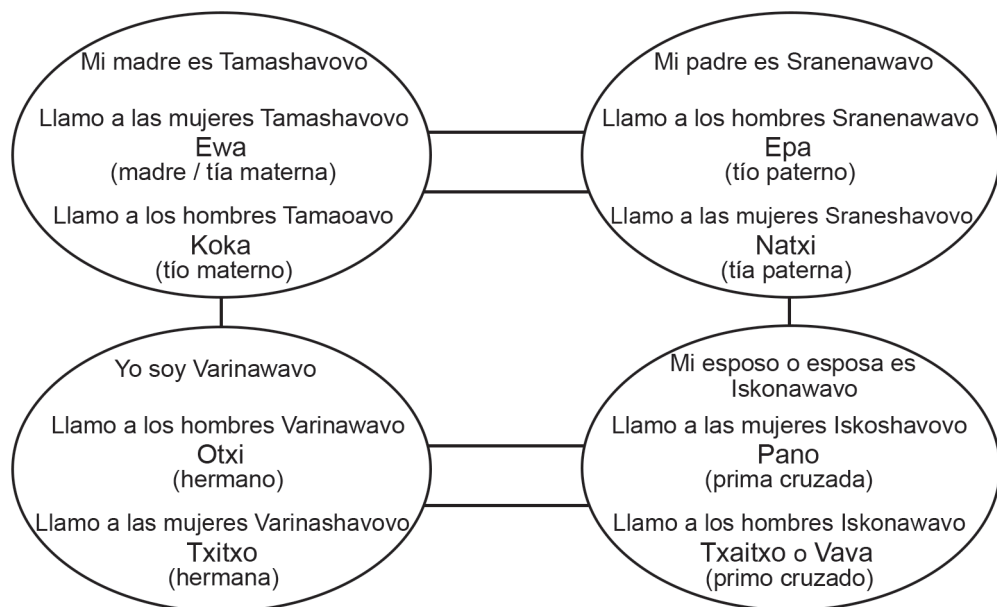 Mi madre es Tamashavovo
Llamo a las mujeres Tamashavovo
Ewa
(madre / tía materna)
Llamo a los hombres Tamaoavo
Koka
(tío materno)
Mi padre es Sranenawavo
Llamo a los hombres Sranenawavo
Epa
(tío paterno)
Llamo a las mujeres Sraneshavovo
Natxi
(tía paterna)
Yo soy Varinawavo
Llamo a los hombres Varinawavo
Otxi
(hermano)
Llamo a las mujeres Varinashavovo
Txitxo
(hermana)
Mi esposo o esposa es
Iskonawavo
Llamo a las mujeres Iskoshavovo
Pano
(prima cruzada)
Llamo a los hombres Iskonawavo
Txaitxo o Vava
(primo cruzado)